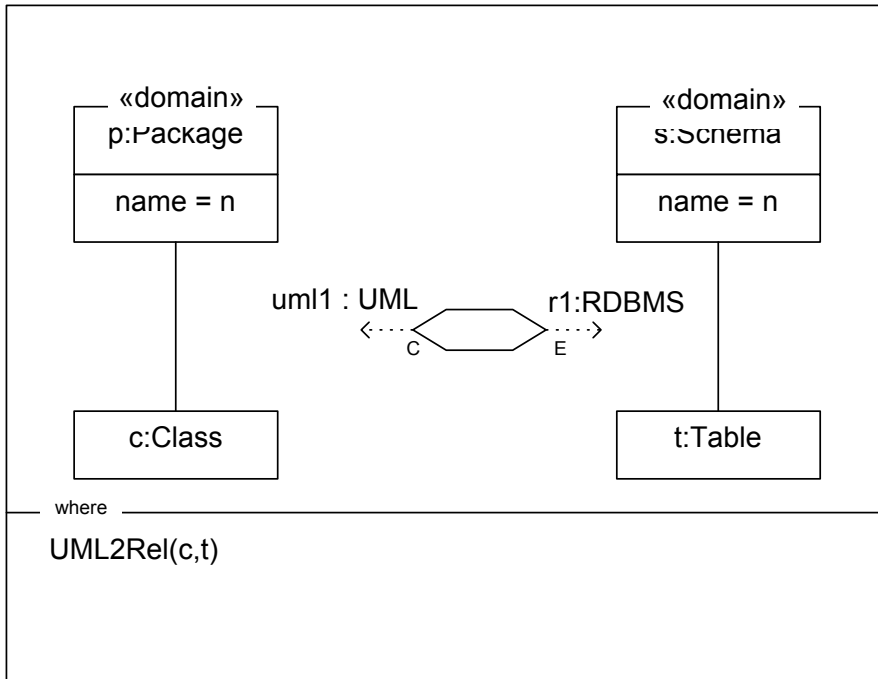 «domain»
p:Package
name = n
«domain»
s:Schema
name = n
uml1 : UML
r1:RDBMS
C
E
c:Class
t:Table
where
UML2Rel(c,t)